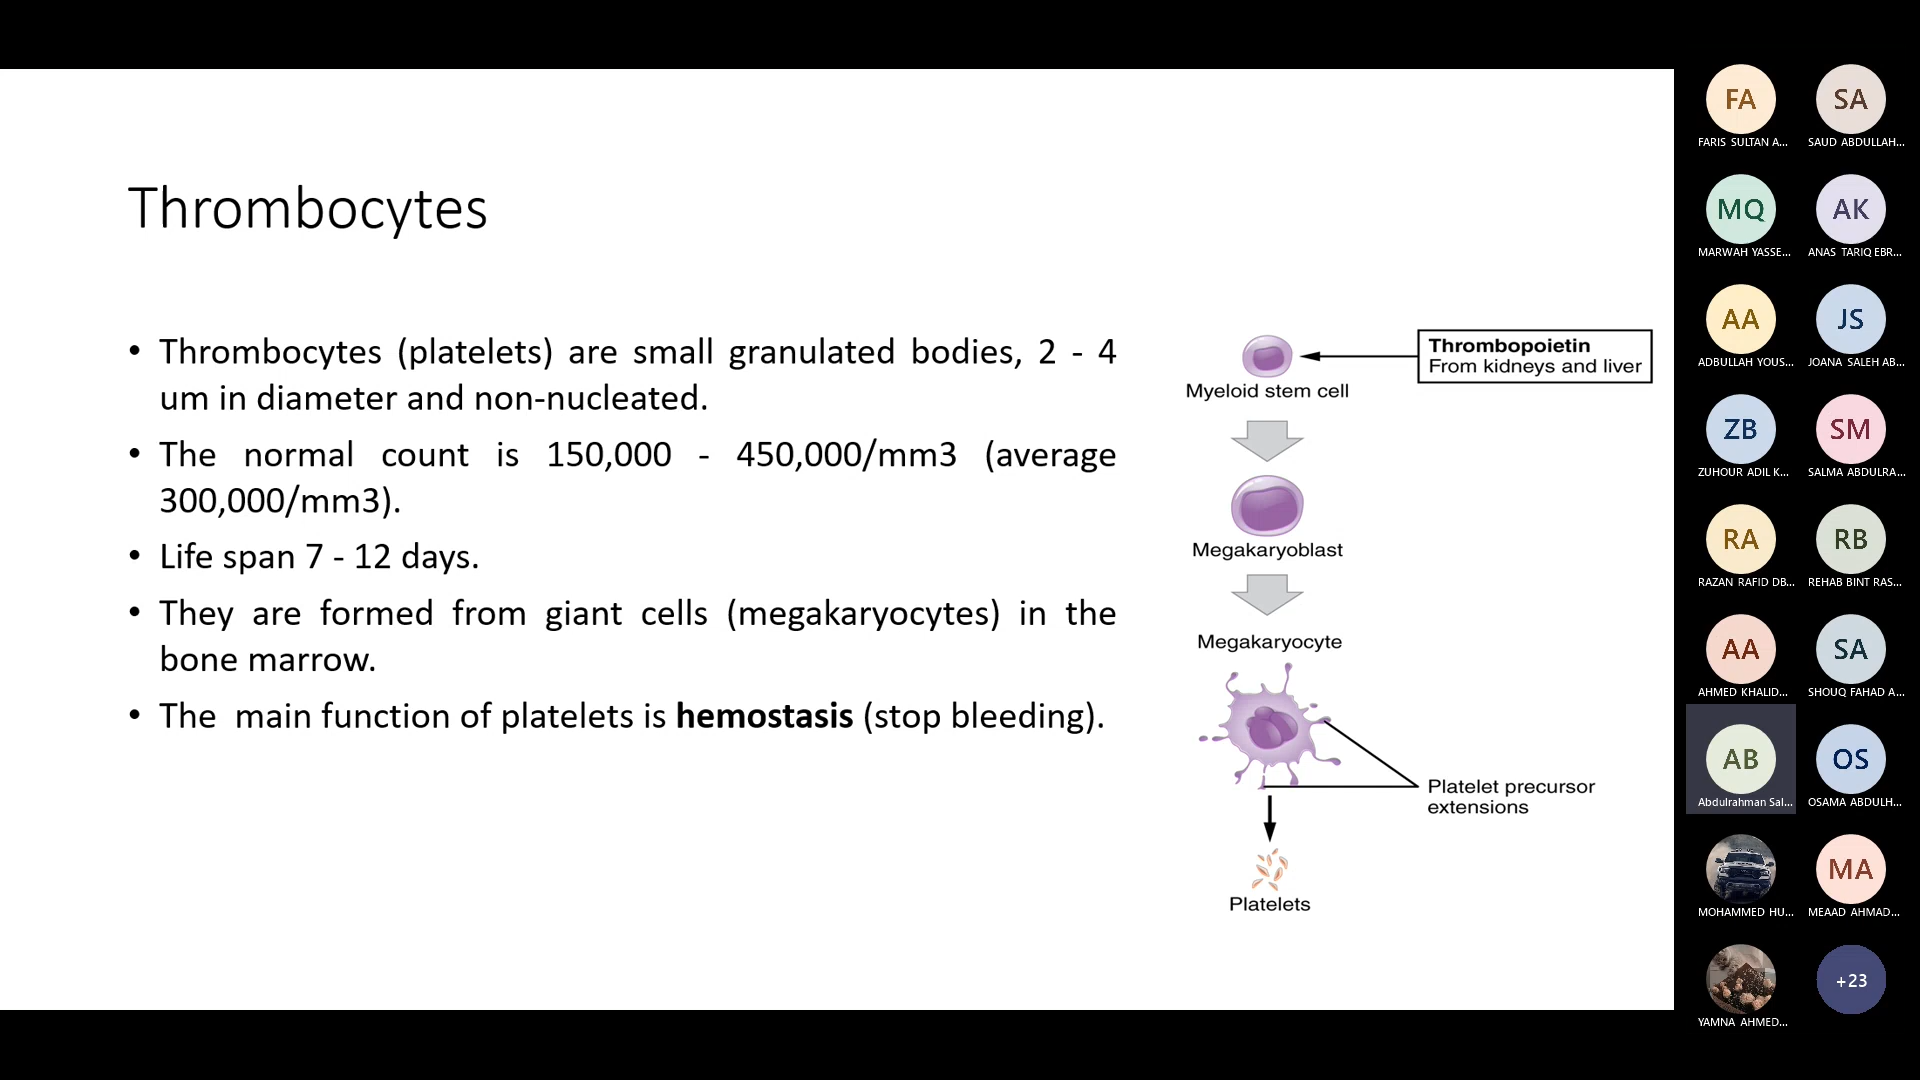 Thrombocytes
• Thrombocytes (platelets) are small granulated bodies, 2 - 4
um in diameter and non-nucleated.
• The normal count is 150,000 - 450,000/mm3 (average
300,000/mm3).
• Life span 7 - 12 days.
• They are formed from giant cells (megakaryocytes) in the
bone marrow.
• The main function of platelets is hemostasis (stop bleeding).
Thrombopoietin
From kidneys and liver
Myeloid stem cell
Megakaryoblast
Megakaryocyte
Platelet precursor
extensions
Platelets
FA
SA
FARIS SULTAN A...
SAUD ABDULLAH...
MQ
AK
MARWAH YASSE...
ANAS TARIQ EBR...
AA
JS
ADBULLAH YOUS...
JOANA SALEH AB...
ZB
SM
ZUHOUR ADIL K...
SALMA ABDULRA...
RA
RB
RAZAN RAFID DB...
REHAB BINT RAS...
AA
SA
AHMED KHALID...
SHOUQ FAHAD A...
AB
OS
Abdulrahman Sal...
OSAMA ABDULH...
MA
MOHAMMED HU...
MEAAD AHMAD...
+23
YAMNA AHMED...